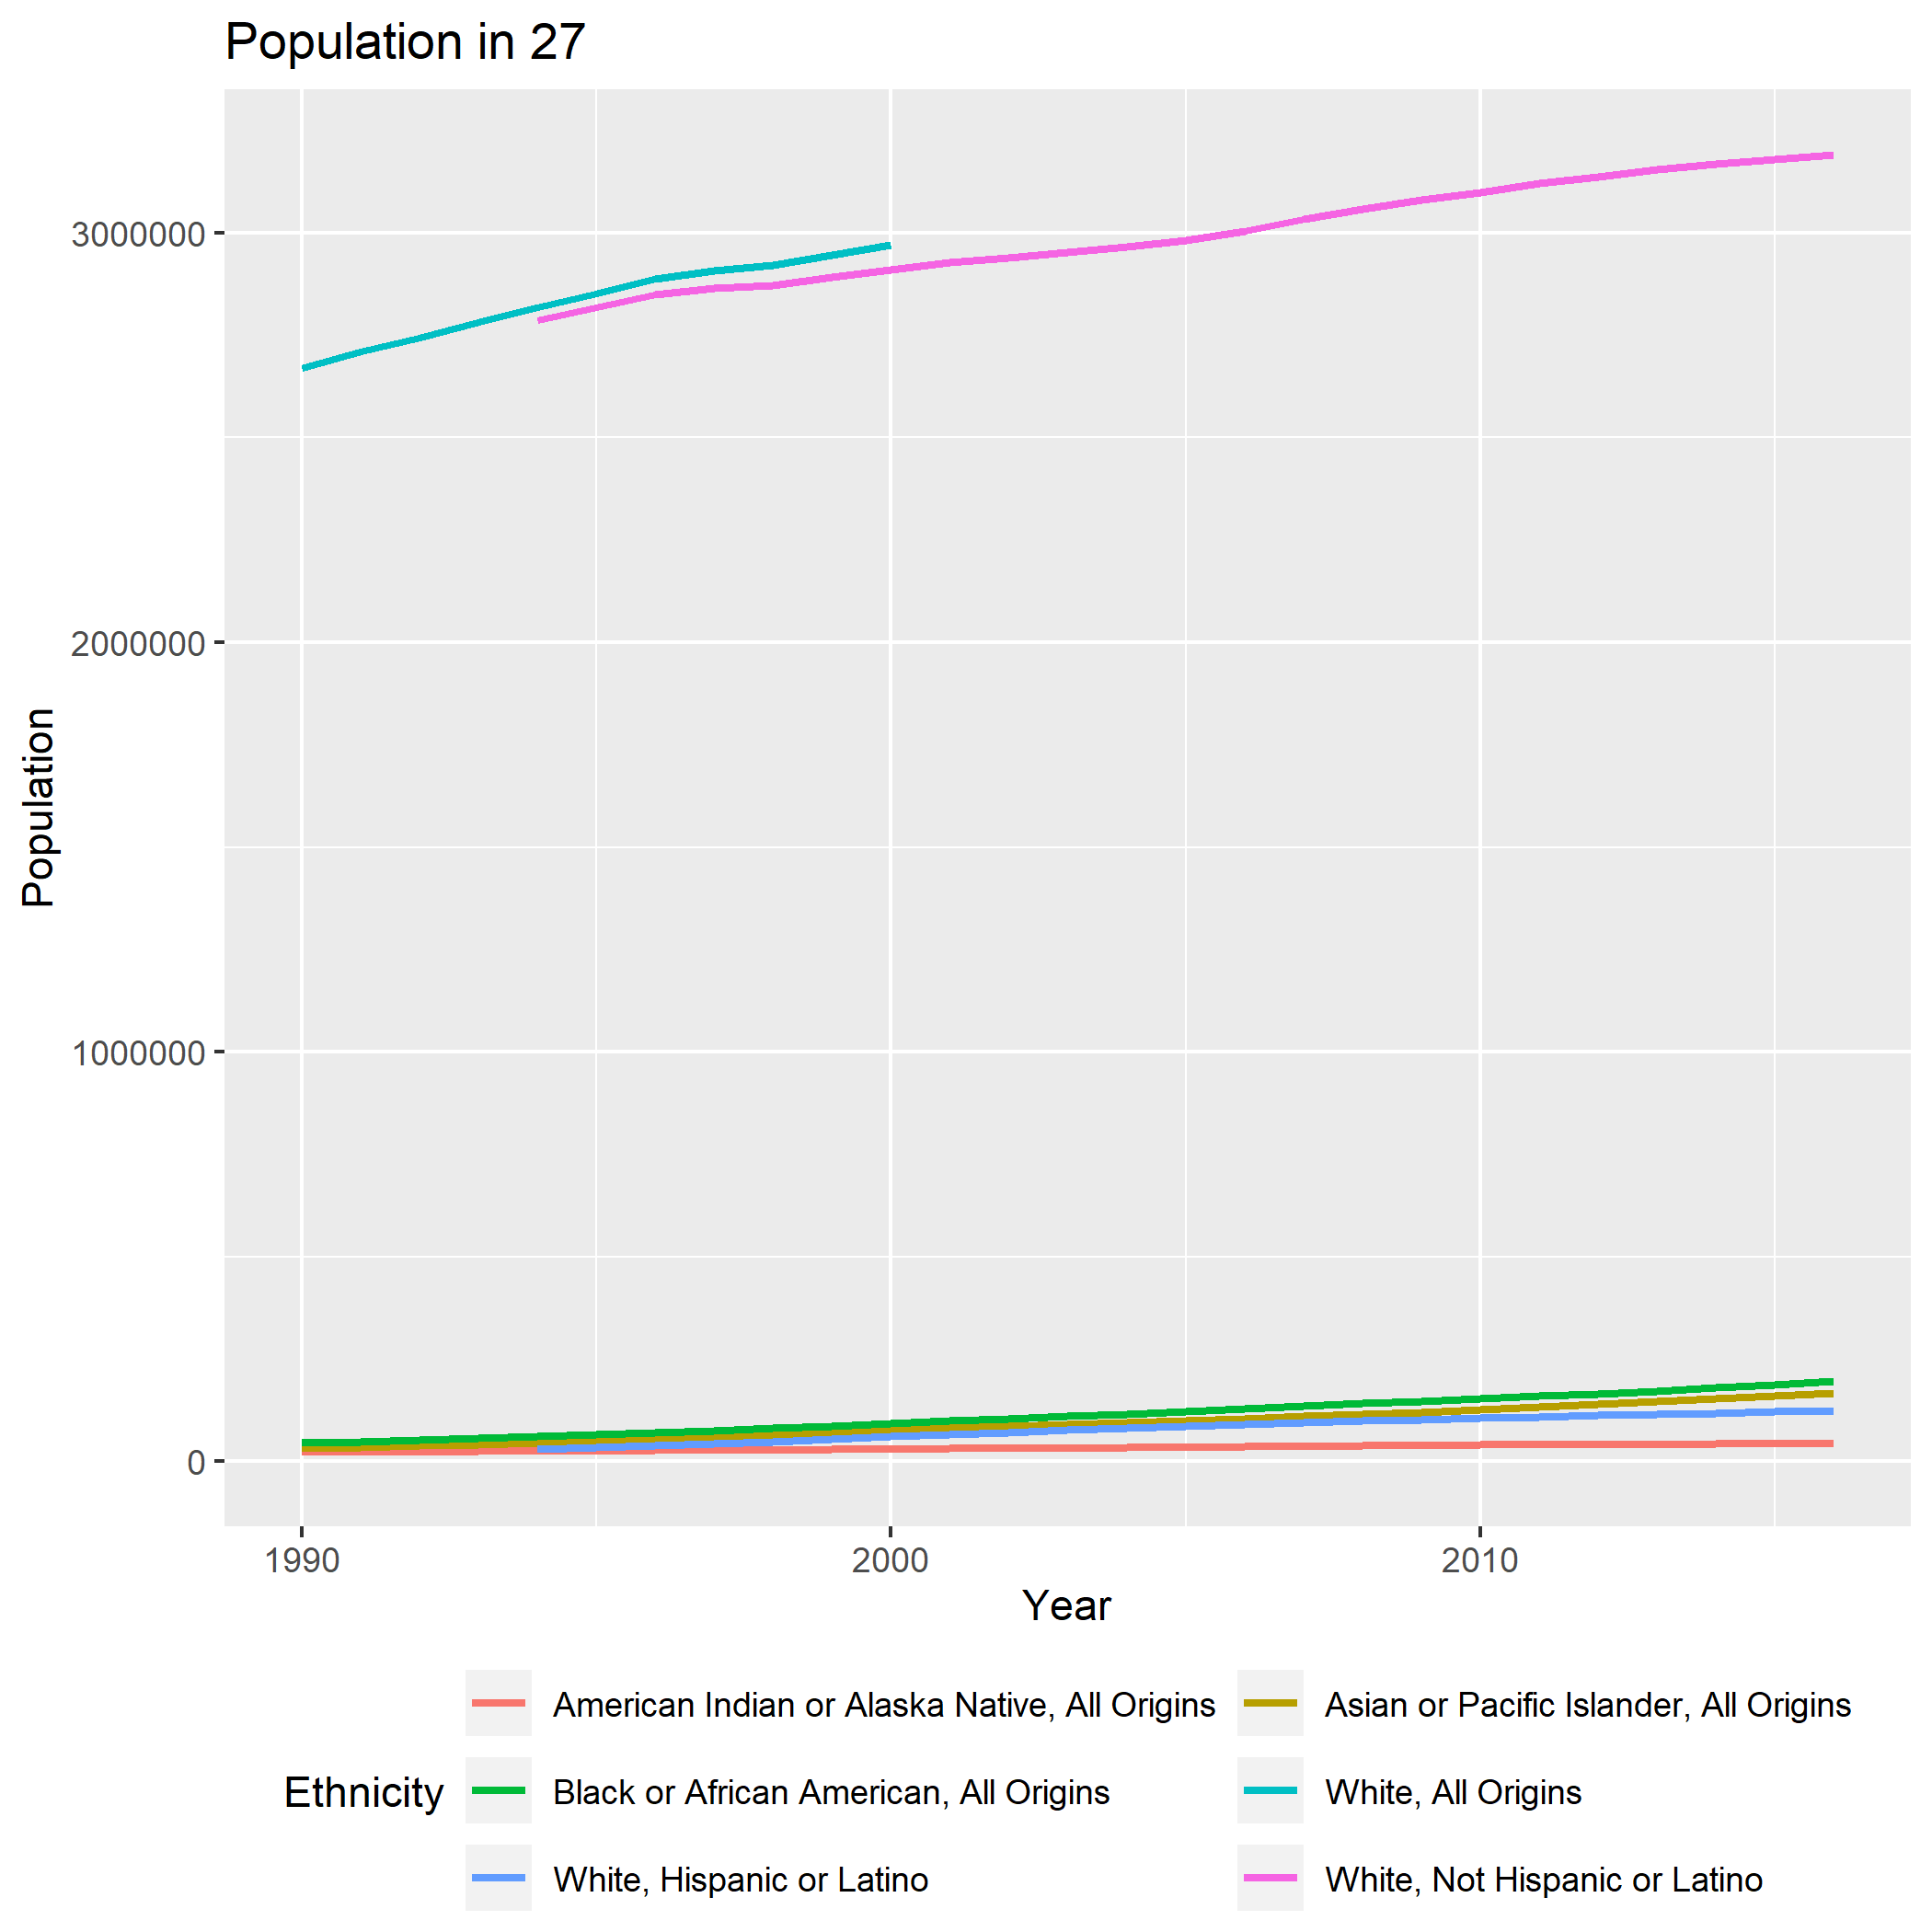 Population in 27
3000000
2000000
1000000
0
Population
1990 2000 2010
Year
Ethnicity
American Indian or Alaska Native, All Origins
Asian or Pacific Islander, All Origins
Black or African American, All Origins
White, All Origins
White, Hispanic or Latino
White, Not Hispanic or Latino